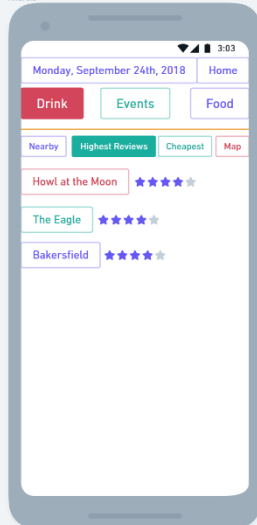 3:03
Monday, September 24th, 2018 Home
Drink Events Food
Nearby Highest Reviews Cheapest Map
Howl at the Moon
The Eagle
Bakersfield